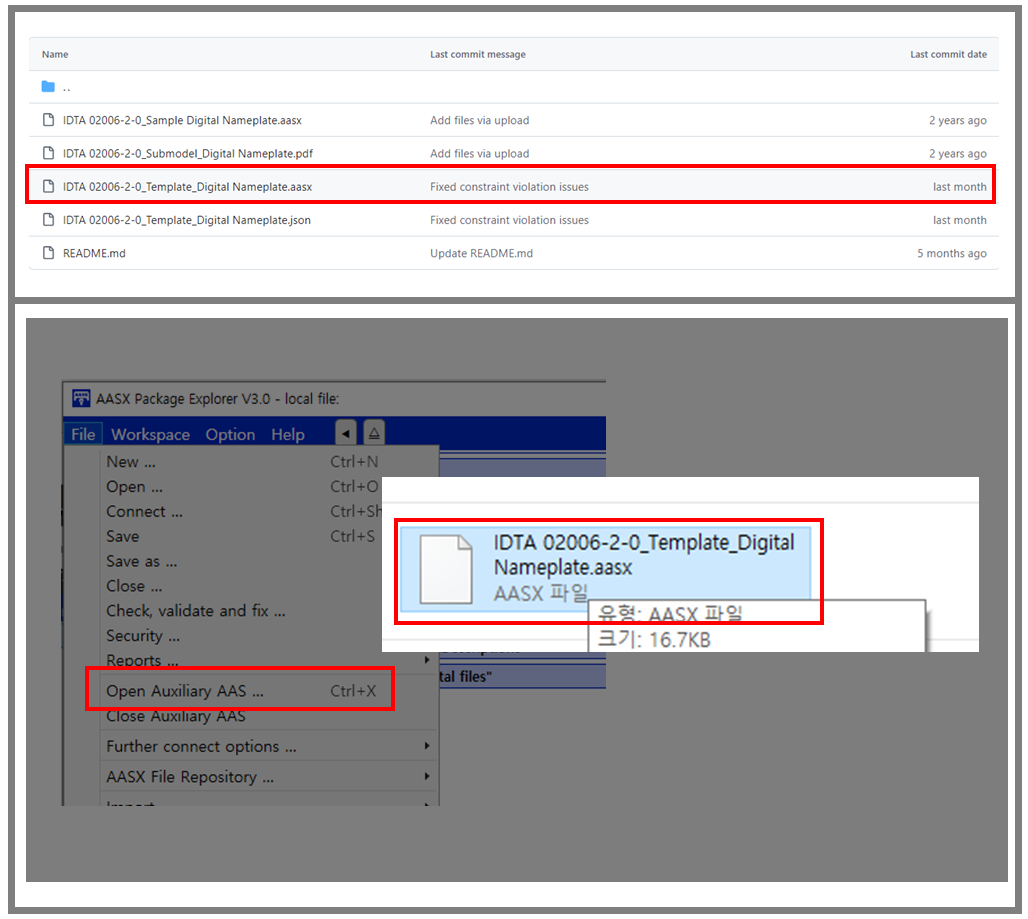 Name Last commit message Last commit date
..
IDTA 02006-2-0_Sample Digital Nameplate.aasx Add files via upload 2 years ago
IDTA 02006-2-0_Submodel_Digital Nameplate.pdf Add files via upload 2 years ago
IDTA 02006-2-0_Template_Digital Nameplate.aasx Fixed constraint violation issues last month
IDTA 02006-2-0_Template_Digital Nameplate.json Fixed constraint violation issues last month
README.md Update README.md 5 months ago
AASX Package Explorer V3.0 - local file:
File Workspace Option Help
New ... Ctrl+N
Open ... Ctrl+O
Connect ... Ctrl+Sh
Save Ctrl+S
Save as ...
Close ...
Check, validate and fix ...
Security ...
Reports ...
Open Auxiliary AAS ... Ctrl+X
Close Auxiliary AAS
Further connect options ...
AASX File Repository ...
Import
IDTA 02006-2-0_Template_Digital
Nameplate.aasx
AASX 파일
유형: AASX 파일
크기: 16.7KB
tal files"